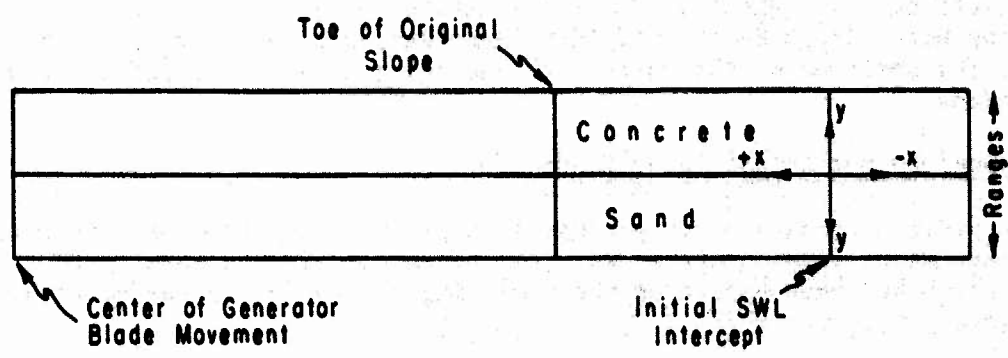 Toe of Original
Slope
Concrete
y
+x
-x
Ranges
Sand
y
Center of Generator
Blade Movement
Initial SWL
Intercept